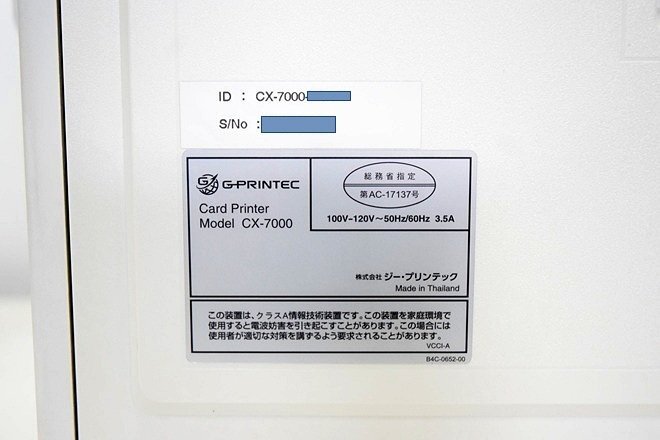 ID : CX-7000-
S/No :
G-PRINTEC
Card Printer
Model CX-7000
総務省指定
第AC-17137号
100V-120V～50Hz/60Hz 3.5A
株式会社 ジー・プリンテック
Made in Thailand
この装置は、クラスA情報技術装置です。この装置を家庭環境で
使用すると電波妨害を引き起こすことがあります。この場合には
使用者が適切な対策を講ずるよう要求されることがあります。
VCCI-A
B4C-0652-00